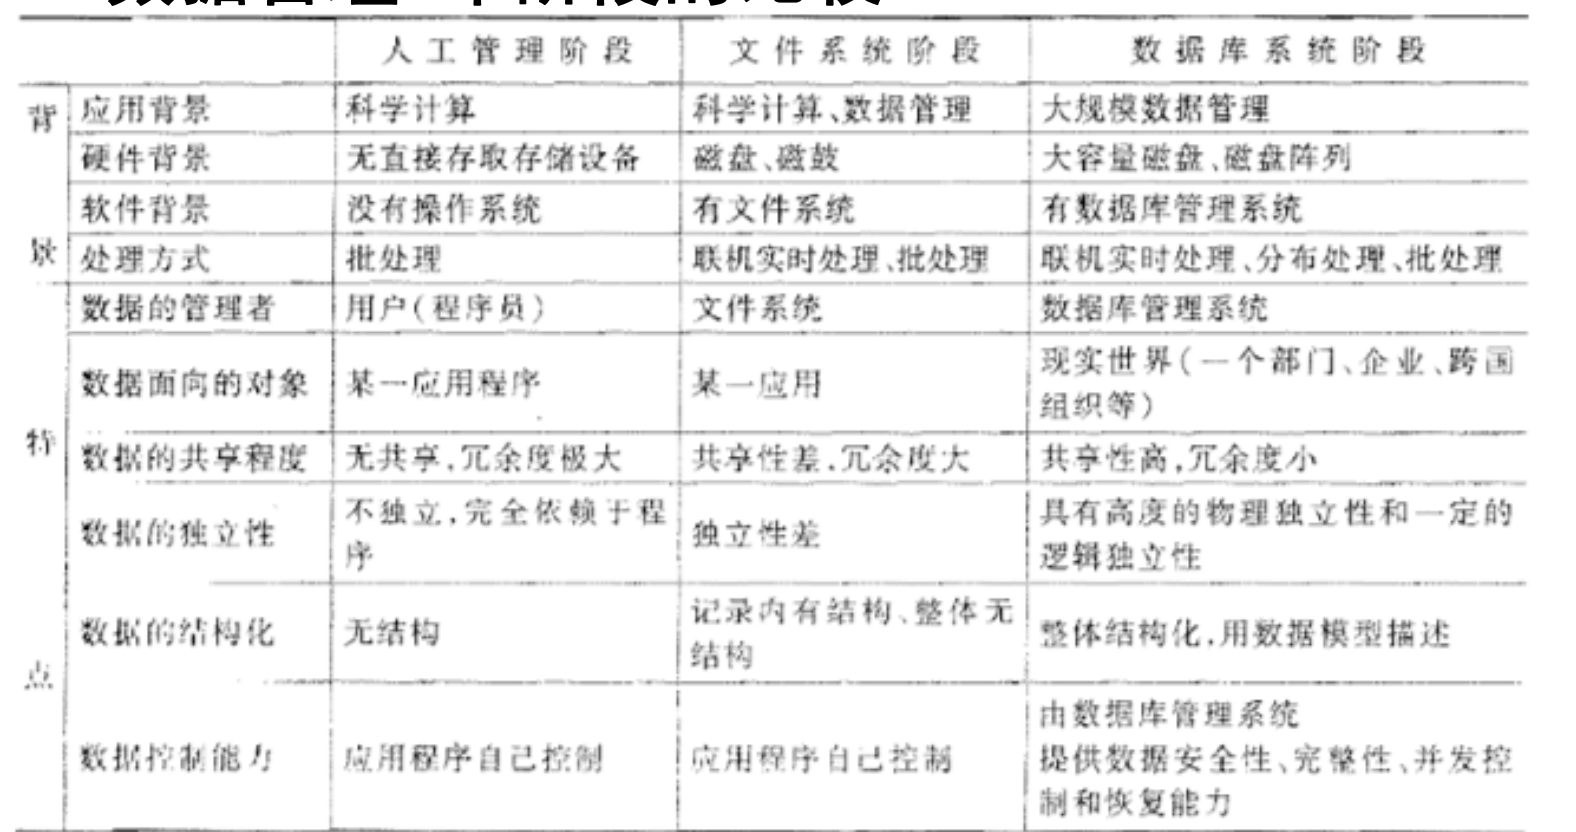 人工管理阶段 文件系统阶段 数据库系统阶段
背 应用背景 科学计算 科学计算、数据管理 大规模数据管理
硬件背景 无直接存取存储设备 磁盘、磁鼓 大容量磁盘、磁盘阵列
软件背景 没有操作系统 有文件系统 有数据库管理系统
景 处理方式 批处理 联机实时处理、批处理 联机实时处理、分布处理、批处理
数据的管理者 用户(程序员) 文件系统 数据库管理系统
数据面向的对象 某一应用程序 某一应用 现实世界(一个部门、企业、跨国
组织等)
特 数据的共享程度 无共享,冗余度极大 共享性差,冗余度大 共享性高,冗余度小
数据的独立性 不独立,完全依赖于程
序 独立性差 具有高度的物理独立性和一定的
逻辑独立性
数据的结构化 无结构 记录内有结构、整体无
结构 整体结构化,用数据模型描述
点 数据控制能力 应用程序自己控制 应用程序自己控制 由数据库管理系统
提供数据安全性、完整性、并发控
制和恢复能力